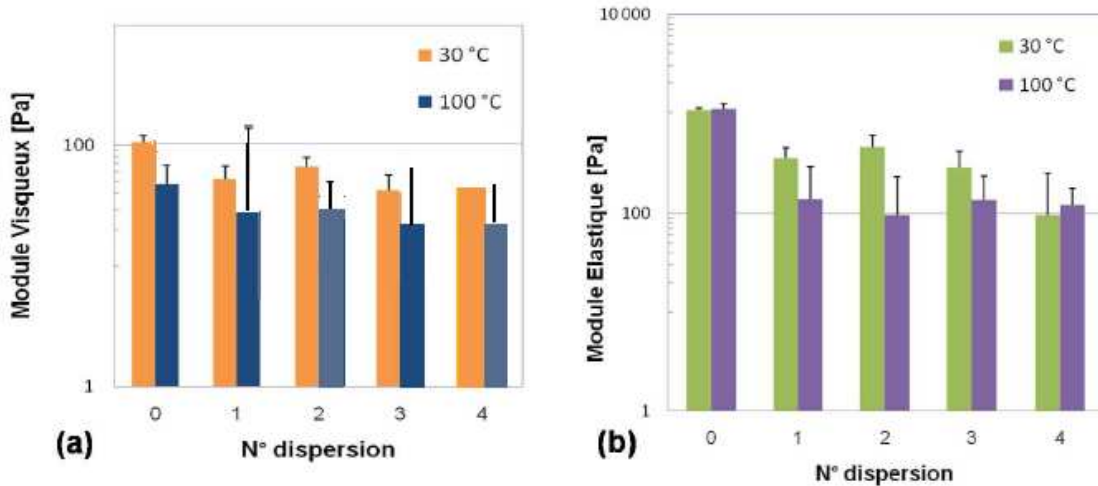 Module Visqueux [Pa]
30 °C
100 °C
100
1
0 1 2 3 4
N° dispersion
(a)
Module Elastique [Pa]
10 000
30 °C
100 °C
100
1
0 1 2 3 4
N° dispersion
(b)